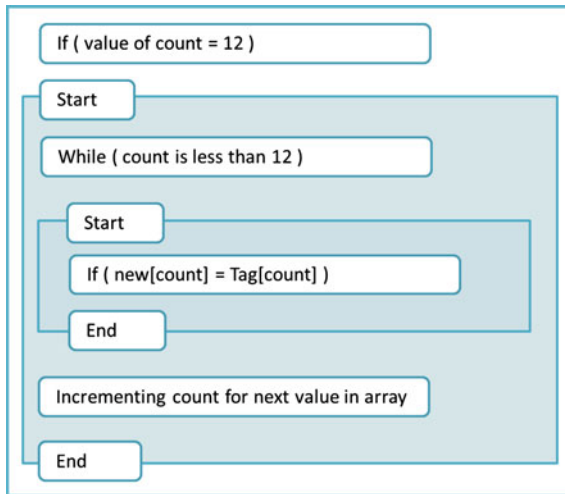 If ( value of count = 12 )
Start
While ( count is less than 12 )
Start
If ( new[count] = Tag[count] )
End
Incrementing count for next value in array
End